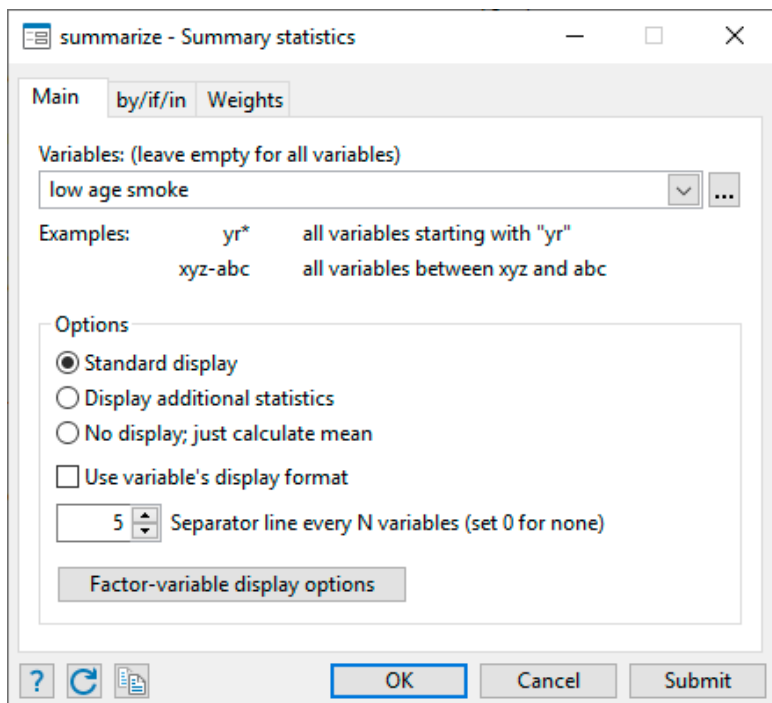 summarize - Summary statistics
Main by/if/in Weights
Variables: (leave empty for all variables)
low age smoke ...
Examples: yr* all variables starting with "yr"
xyz-abc all variables between xyz and abc
Options
Standard display
Display additional statistics
No display; just calculate mean
Use variable's display format
5 Separator line every N variables (set 0 for none)
Factor-variable display options
? OK Cancel Submit